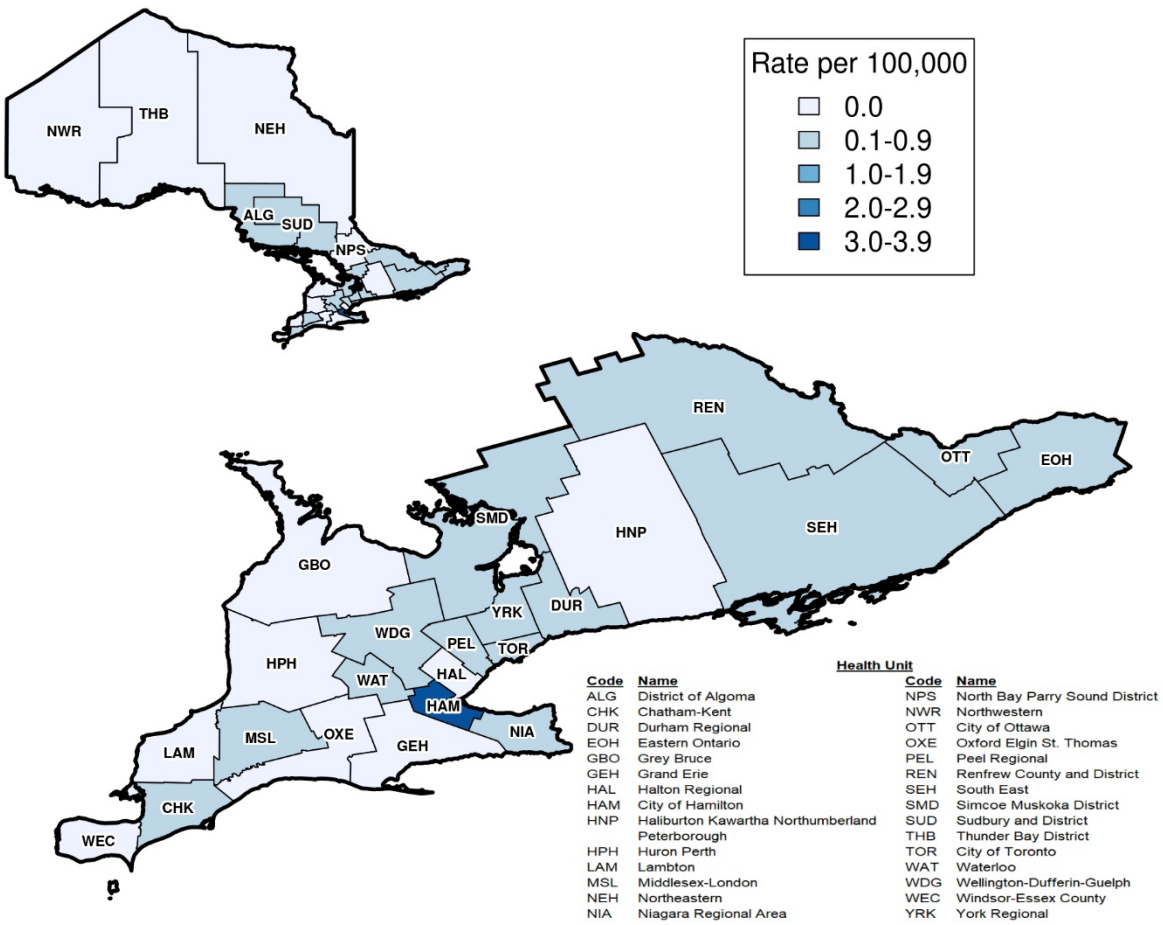 Rate per 100,000
0.0
0.1-0.9
1.0-1.9
2.0-2.9
3.0-3.9
NWR
THB
NEH
ALG
SUD
NPS
REN
OTT
EOH
SMD
SEH
HNP
GBO
YRK
DUR
WDG
PEL
TOR
HPH
WAT
HAL
HAM
MSL
OXE
NIA
LAM
GEH
CHK
WEC
Health Unit
Code Name
ALG District of Algoma
CHK Chatham-Kent
DUR Durham Regional
EOH Eastern Ontario
GBO Grey Bruce
GEH Grand Erie
HAL Halton Regional
HAM City of Hamilton
HNP Haliburton Kawartha Northumberland
Peterborough
HPH Huron Perth
LAM Lambton
MSL Middlesex-London
NEH Northeastern
NIA Niagara Regional Area
Code Name
NPS North Bay Parry Sound District
NWR Northwestern
OTT City of Ottawa
OXE Oxford Elgin St. Thomas
PEL Peel Regional
REN Renfrew County and District
SEH South East
SMD Simcoe Muskoka District
SUD Sudbury and District
THB Thunder Bay District
TOR City of Toronto
WAT Waterloo
WDG Wellington-Dufferin-Guelph
WEC Windsor-Essex County
YRK York Regional